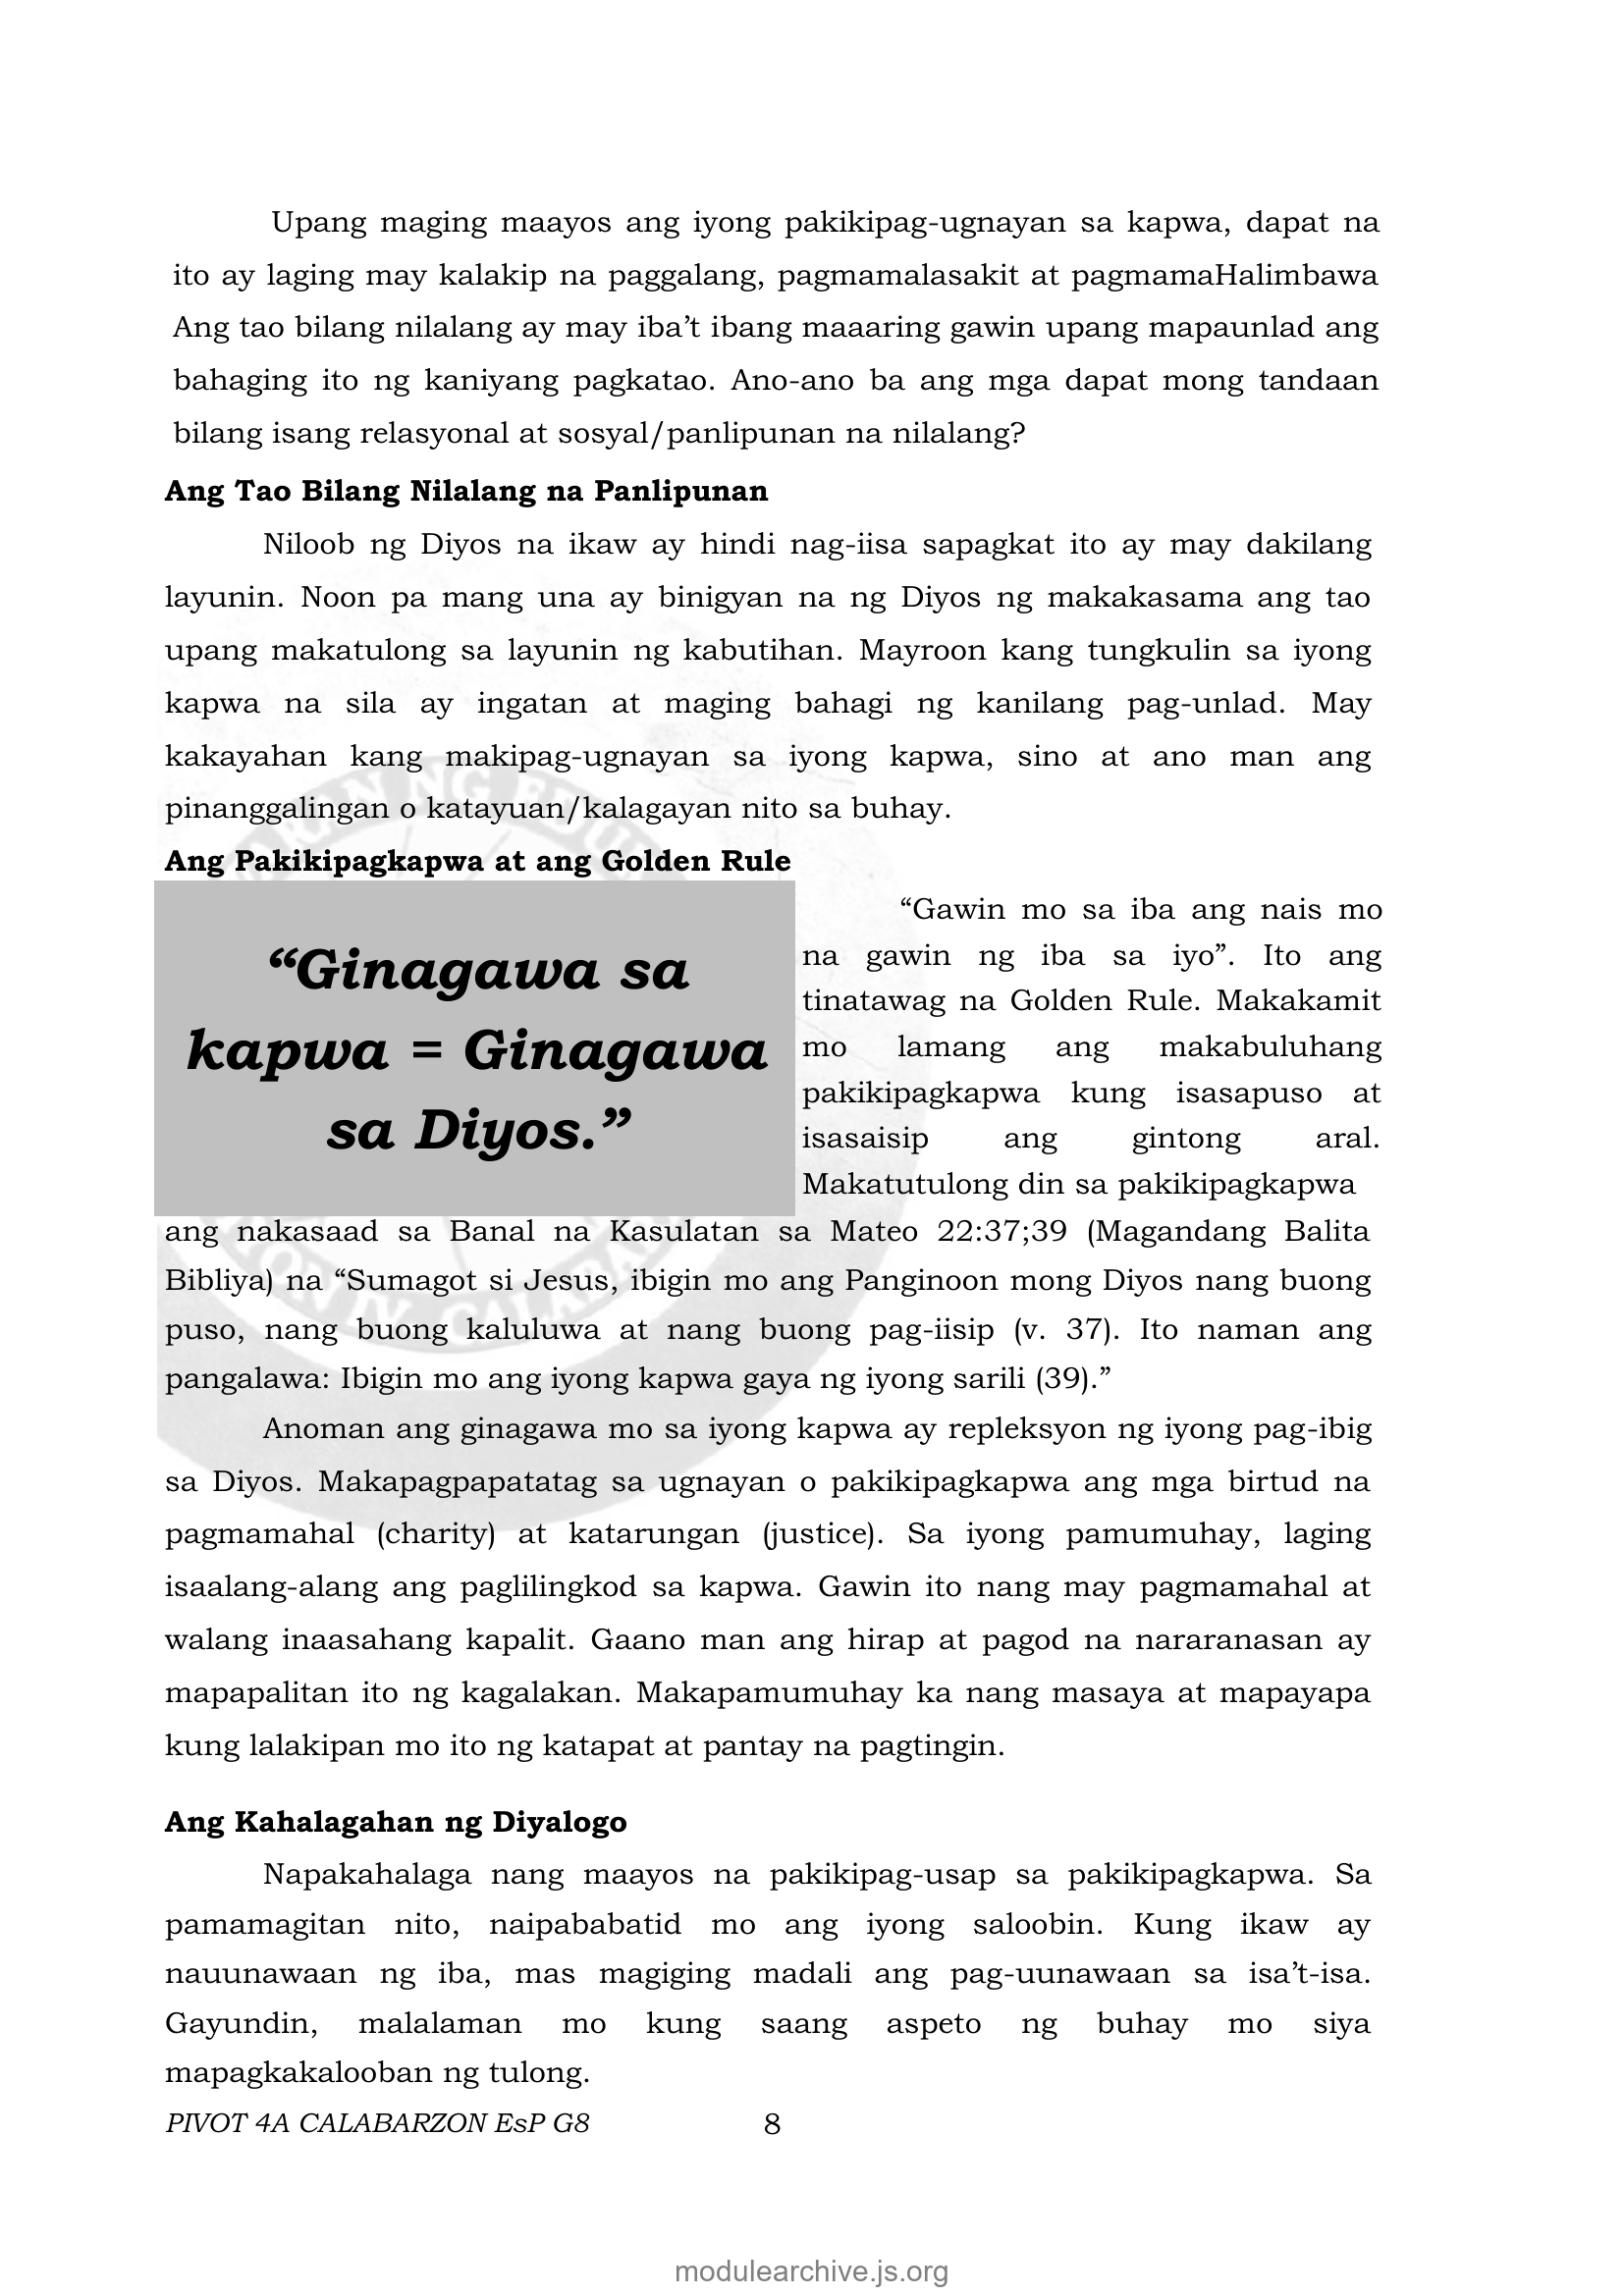 Upang maging maayos ang iyong pakikipag-ugnayan sa kapwa, dapat na
ito ay laging may kalakip na paggalang, pagmamalasakit at pagmamaHalimbawa
Ang tao bilang nilalang ay may iba’t ibang maaaring gawin upang mapaunlad ang
bahaging ito ng kaniyang pagkatao. Ano-ano ba ang mga dapat mong tandaan
bilang isang relasyonal at sosyal/panlipunan na nilalang?
Ang Tao Bilang Nilalang na Panlipunan
Niloob ng Diyos na ikaw ay hindi nag-iisa sapagkat ito ay may dakilang
layunin. Noon pa mang una ay binigyan na ng Diyos ng makakasama ang tao
upang makatulong sa layunin ng kabutihan. Mayroon kang tungkulin sa iyong
kapwa na sila ay ingatan at maging bahagi ng kanilang pag-unlad. May
kakayahan kang makipag-ugnayan sa iyong kapwa, sino at ano man ang
pinanggalingan o katayuan/kalagayan nito sa buhay.
Ang Pakikipagkapwa at ang Golden Rule
“Ginagawa sa
kapwa = Ginagawa
sa Diyos.”
“Gawin mo sa iba ang nais mo
na gawin ng iba sa iyo”. Ito ang
tinatawag na Golden Rule. Makakamit
mo lamang ang makabuluhang
pakikipagkapwa kung isasapuso at
isasaisip ang gintong aral.
Makatutulong din sa pakikipagkapwa
ang nakasaad sa Banal na Kasulatan sa Mateo 22:37;39 (Magandang Balita
Bibliya) na “Sumagot si Jesus, ibigin mo ang Panginoon mong Diyos nang buong
puso, nang buong kaluluwa at nang buong pag-iisip (v. 37). Ito naman ang
pangalawa: Ibigin mo ang iyong kapwa gaya ng iyong sarili (39).”
Anoman ang ginagawa mo sa iyong kapwa ay repleksyon ng iyong pag-ibig
sa Diyos. Makapagpapatatag sa ugnayan o pakikipagkapwa ang mga birtud na
pagmamahal (charity) at katarungan (justice). Sa iyong pamumuhay, laging
isaalang-alang ang paglilingkod sa kapwa. Gawin ito nang may pagmamahal at
walang inaasahang kapalit. Gaano man ang hirap at pagod na nararanasan ay
mapapalitan ito ng kagalakan. Makapamumuhay ka nang masaya at mapayapa
kung lalakipan mo ito ng katapat at pantay na pagtingin.
Ang Kahalagahan ng Diyalogo
Napakahalaga nang maayos na pakikipag-usap sa pakikipagkapwa. Sa
pamamagitan nito, naipababatid mo ang iyong saloobin. Kung ikaw ay
nauunawaan ng iba, mas magiging madali ang pag-uunawaan sa isa’t-isa.
Gayundin, malalaman mo kung saang aspeto ng buhay mo siya
mapagkakalooban ng tulong.
PIVOT 4A CALABARZON EsP G8
8
modulearchive.js.org